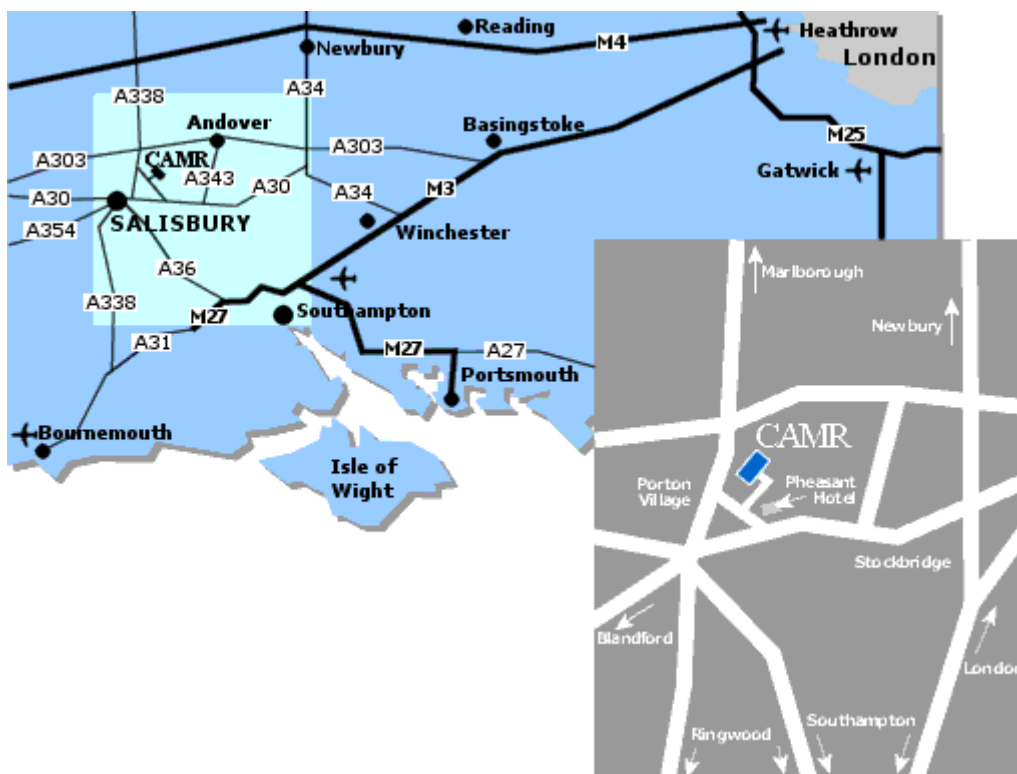 Reading
Heathrow
M4
Newbury
London
A338
A34
Andover
Basingstoke
M25
CAMR
A303
A303
Gatwick
A343
A30
A30
A34
M3
SALISBURY
A354
Winchester
A36
Marlborough
A338
Southampton
M27
Newbury
A31
M27
A27
Portsmouth
Bournemouth
CAMR
Isle of
Wight
Porton
Village
Pheasant
Hotel
Stockbridge
Blandford
London
Southampton
Ringwood